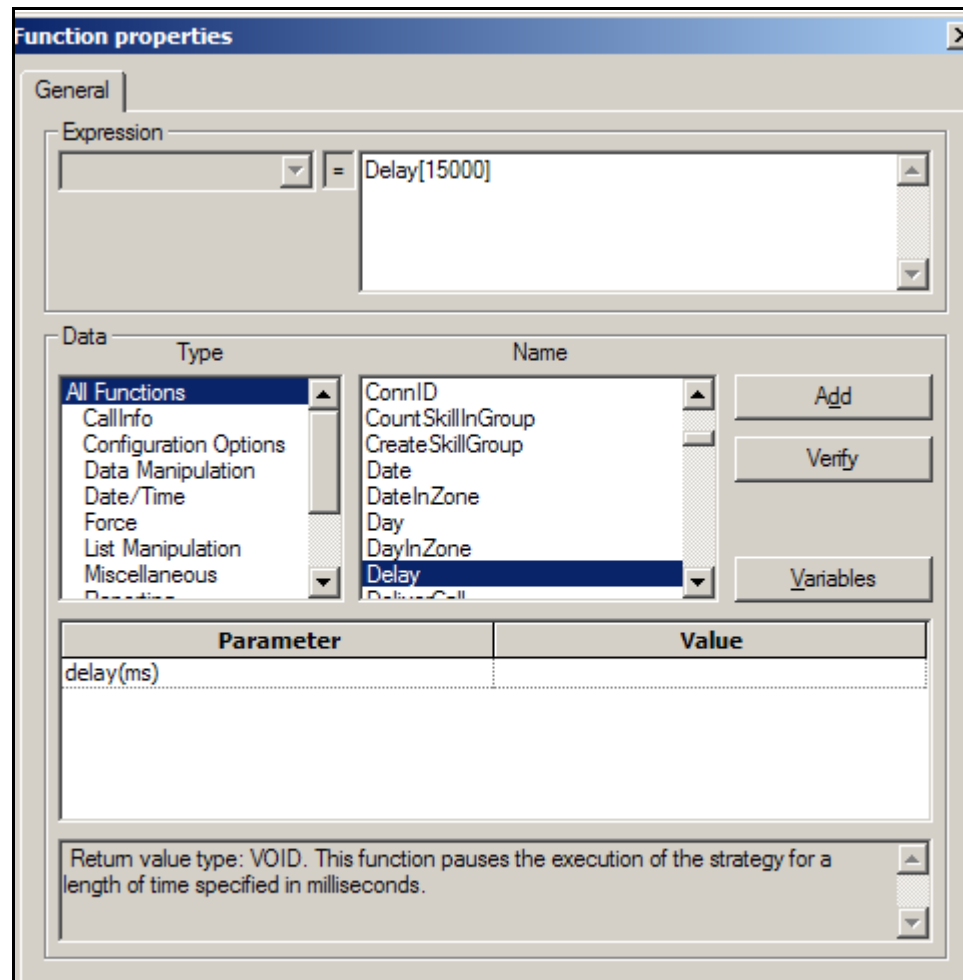 Function properties
General
Expression
= Delay[15000]
Data
Type Name
All Functions
CallInfo
Configuration Options
Data Manipulation
Date/Time
Force
List Manipulation
Miscellaneous
Reporting
ConnID
CountSkillInGroup
CreateSkillGroup
Date
DateInZone
Day
DayInZone
Delay
DeliverCall
Add
Verify
Variables
Parameter Value
delay(ms)
Return value type: VOID. This function pauses the execution of the strategy for a
length of time specified in milliseconds.